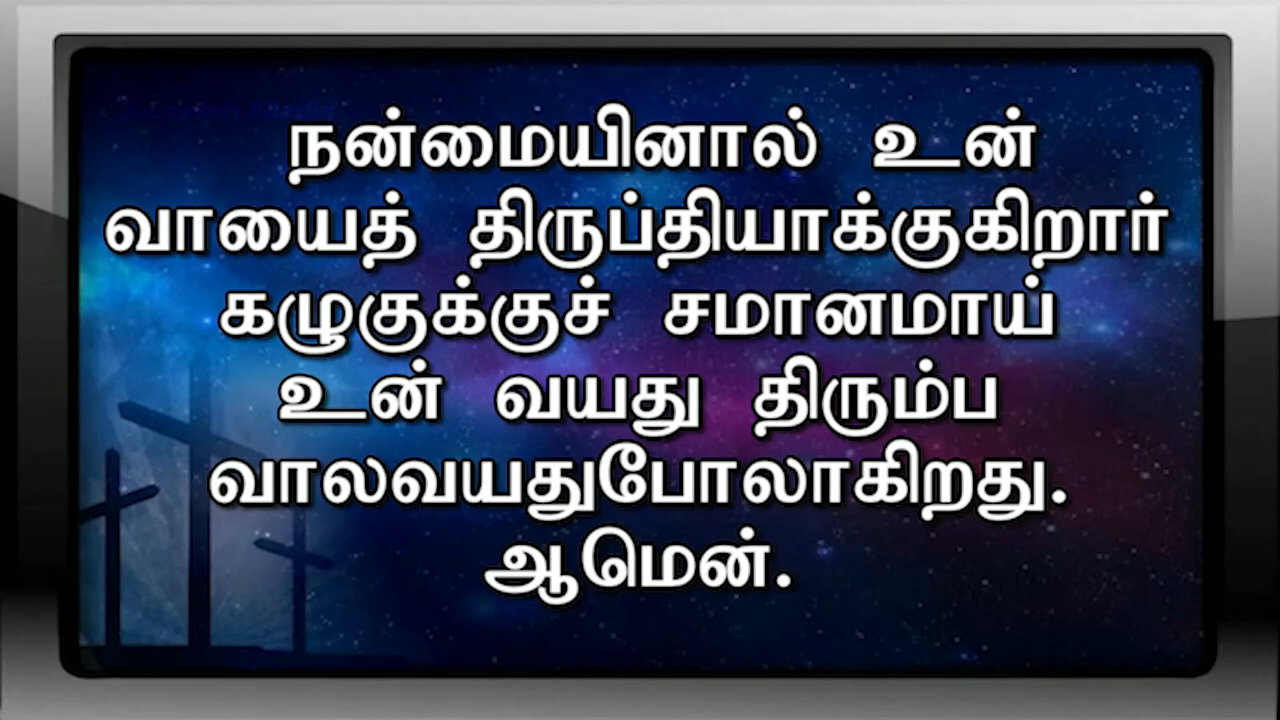 நன்மையினால் உன்
வாயைத் திருப்தியாக்குகிறார்
கழுகுக்குச் சமானமாய்
உன் வயது திரும்ப
வாலவயதுபோலாகிறது.
ஆமென்.